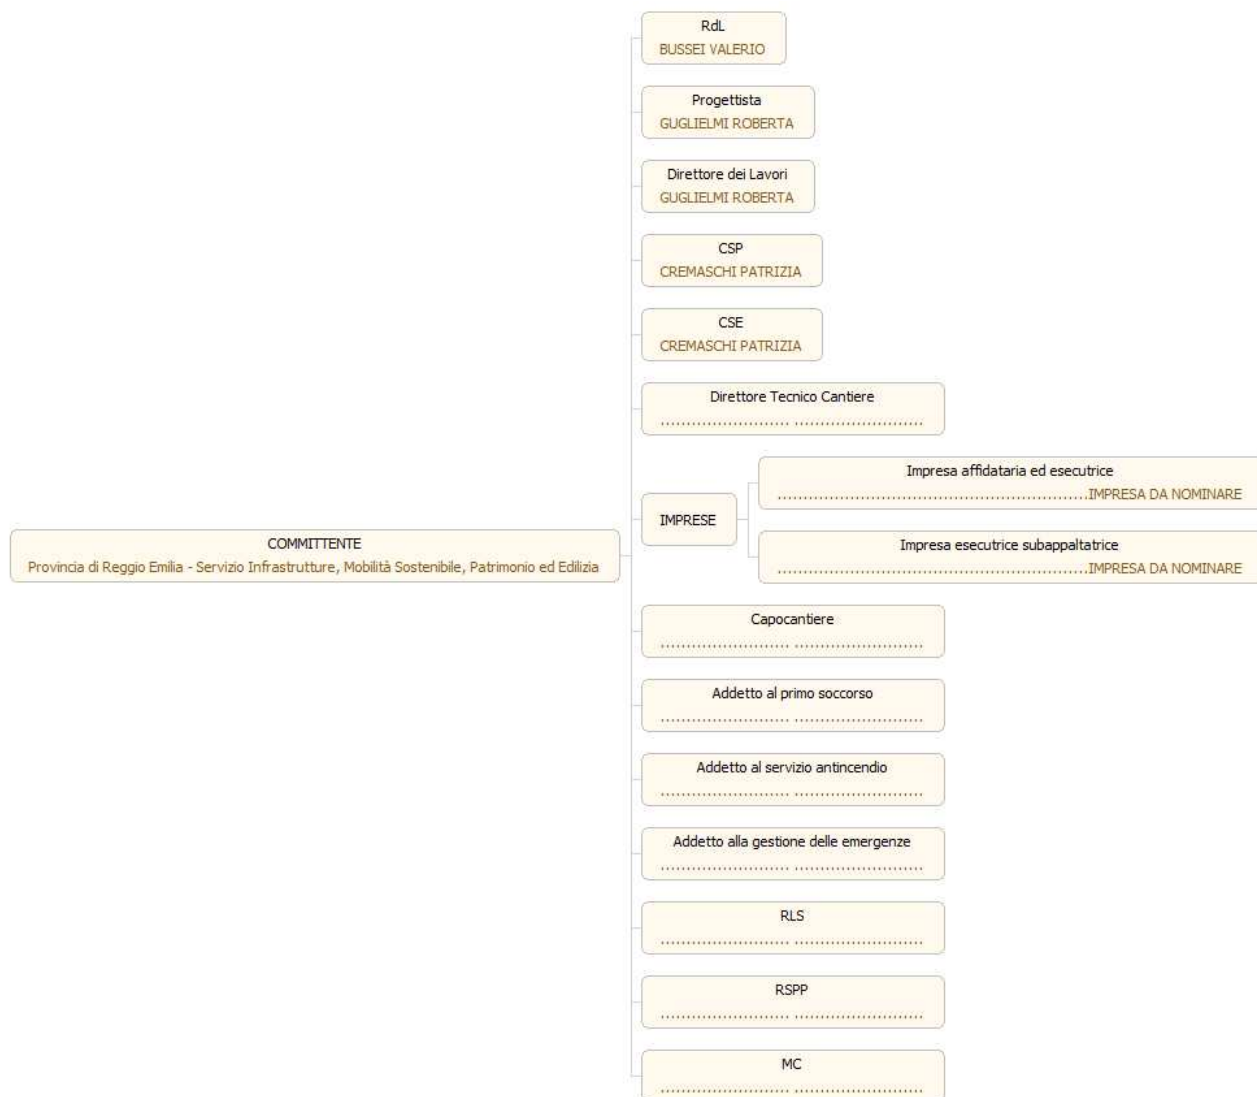 RdL
BUSSEI VALERIO
Progettista
GUGLIELMI ROBERTA
Direttore dei Lavori
GUGLIELMI ROBERTA
CSP
CREMASCHI PATRIZIA
CSE
CREMASCHI PATRIZIA
Direttore Tecnico Cantiere
......................... .........................
IMPRESE
Impresa affidataria ed esecutrice
............................................................IMPRESA DA NOMINARE
Impresa esecutrice subappaltatrice
............................................................IMPRESA DA NOMINARE
COMMITTENTE
Provincia di Reggio Emilia - Servizio Infrastrutture, Mobilità Sostenibile, Patrimonio ed Edilizia
Capocantiere
......................... .........................
Addetto al primo soccorso
......................... .........................
Addetto al servizio antincendio
......................... .........................
Addetto alla gestione delle emergenze
......................... .........................
RLS
......................... .........................
RSPP
......................... .........................
MC
......................... .........................